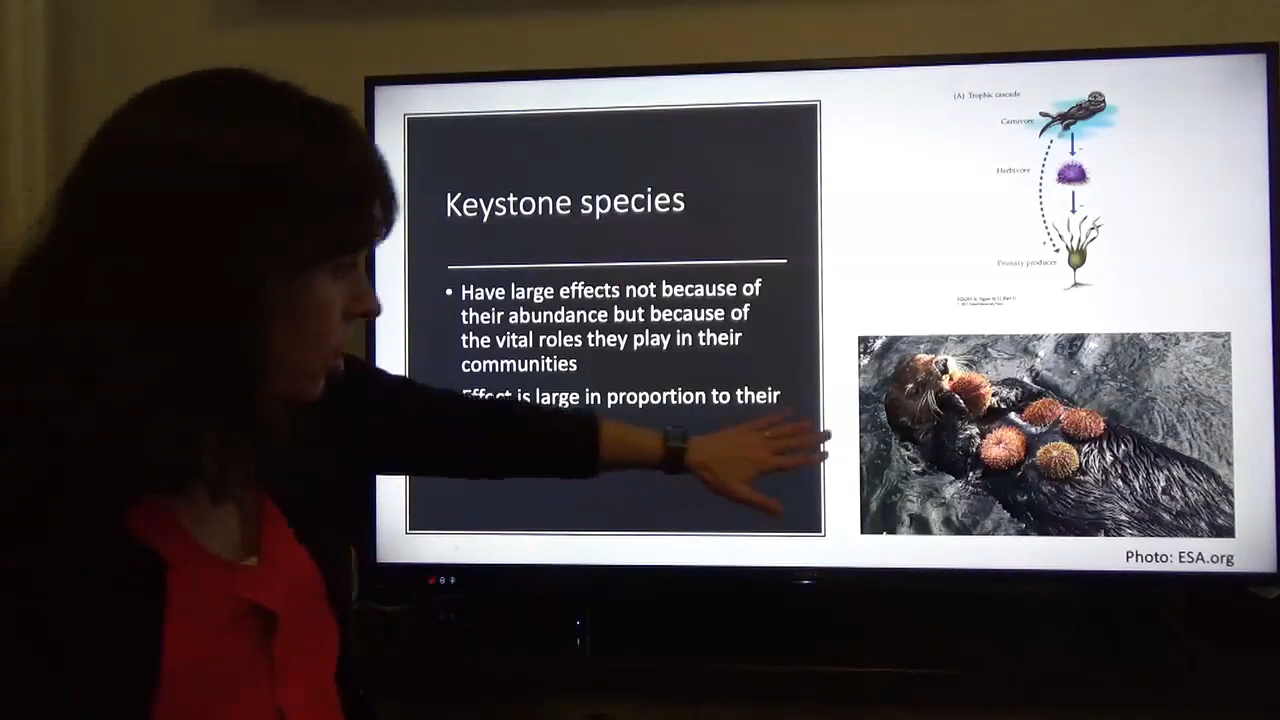 Keystone species
• Have large effects not because of
their abundance but because of
the vital roles they play in their
communities
Effect is large in proportion to their
(A) Trophic cascade
Carnivore
Herbivore
Primary producer
Photo: ESA.org